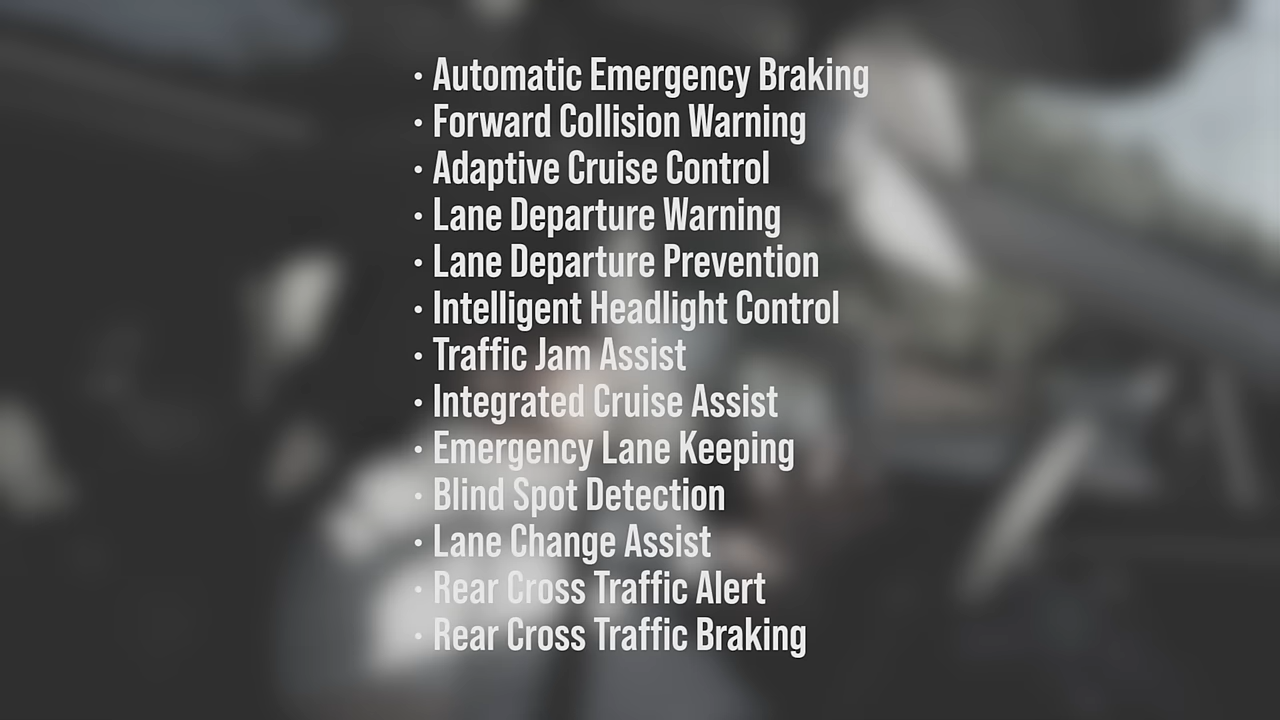 • Automatic Emergency Braking
• Forward Collision Warning
• Adaptive Cruise Control
• Lane Departure Warning
• Lane Departure Prevention
• Intelligent Headlight Control
• Traffic Jam Assist
• Integrated Cruise Assist
• Emergency Lane Keeping
• Blind Spot Detection
• Lane Change Assist
• Rear Cross Traffic Alert
• Rear Cross Traffic Braking